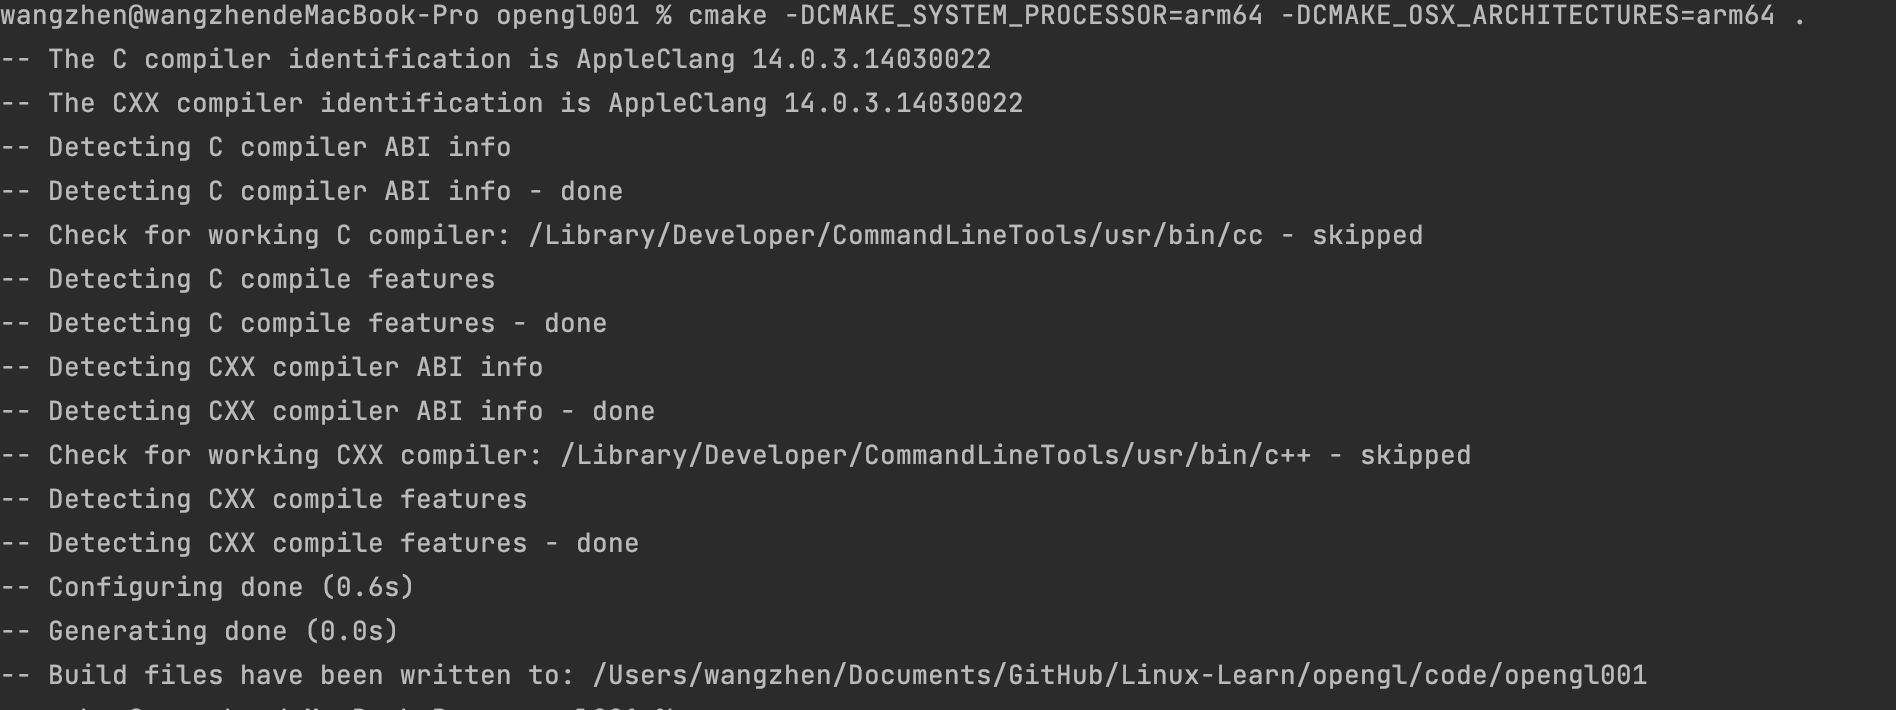 wangzhen@wangzhendeMacBook-Pro opengl001 % cmake -DCMAKE_SYSTEM_PROCESSOR=arm64 -DCMAKE_OSX_ARCHITECTURES=arm64 .
-- The C compiler identification is AppleClang 14.0.3.14030022
-- The CXX compiler identification is AppleClang 14.0.3.14030022
-- Detecting C compiler ABI info
-- Detecting C compiler ABI info - done
-- Check for working C compiler: /Library/Developer/CommandLineTools/usr/bin/cc - skipped
-- Detecting C compile features
-- Detecting C compile features - done
-- Detecting CXX compiler ABI info
-- Detecting CXX compiler ABI info - done
-- Check for working CXX compiler: /Library/Developer/CommandLineTools/usr/bin/c++ - skipped
-- Detecting CXX compile features
-- Detecting CXX compile features - done
-- Configuring done (0.6s)
-- Generating done (0.0s)
-- Build files have been written to: /Users/wangzhen/Documents/GitHub/Linux-Learn/opengl/code/opengl001